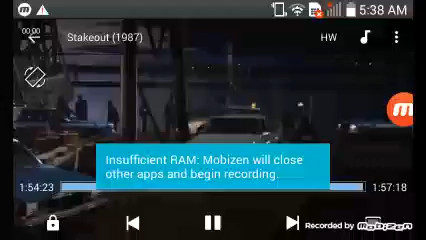 5:38 AM
00:00
Stakeout (1987)
HW
Insufficient RAM: Mobizen will close
other apps and begin recording.
1:54:23
1:57:18
Recorded by mobizen